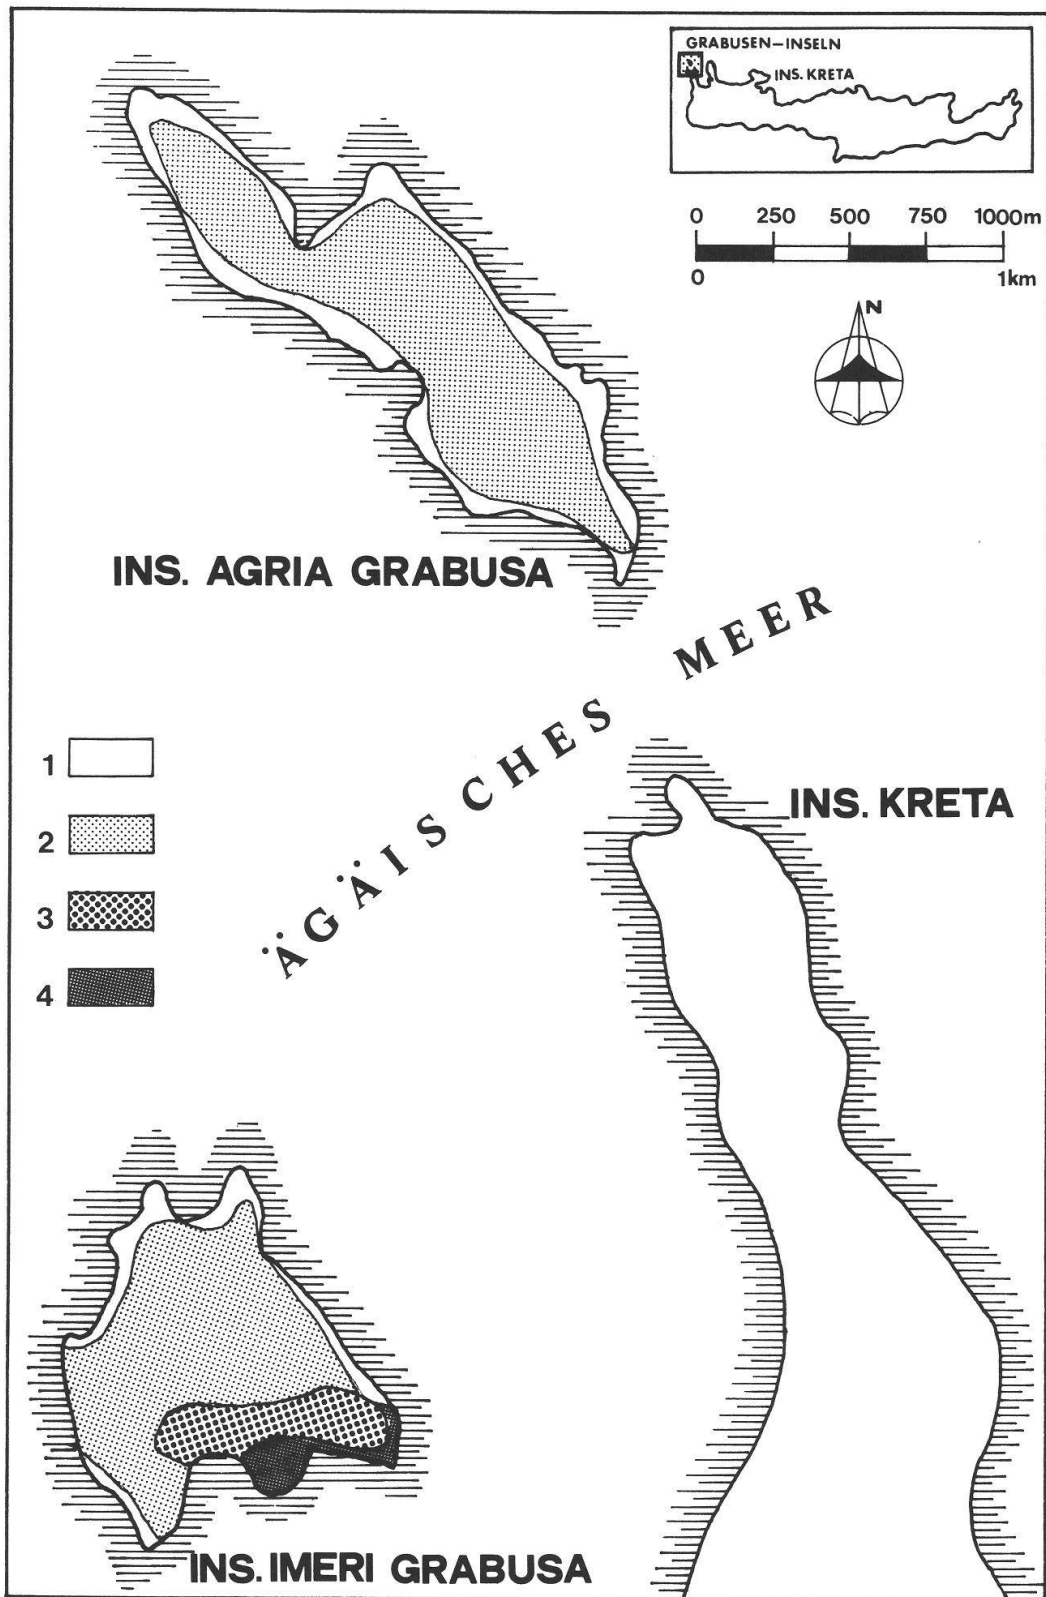 GRABUSEN–INSELN
INS. KRETA
0 250 500 750 1000m
0 1km
N
INS. AGRIA GRABUSA
ÄGÄISCHES MEER
1
2
3
4
INS. KRETA
INS. IMERI GRABUSA